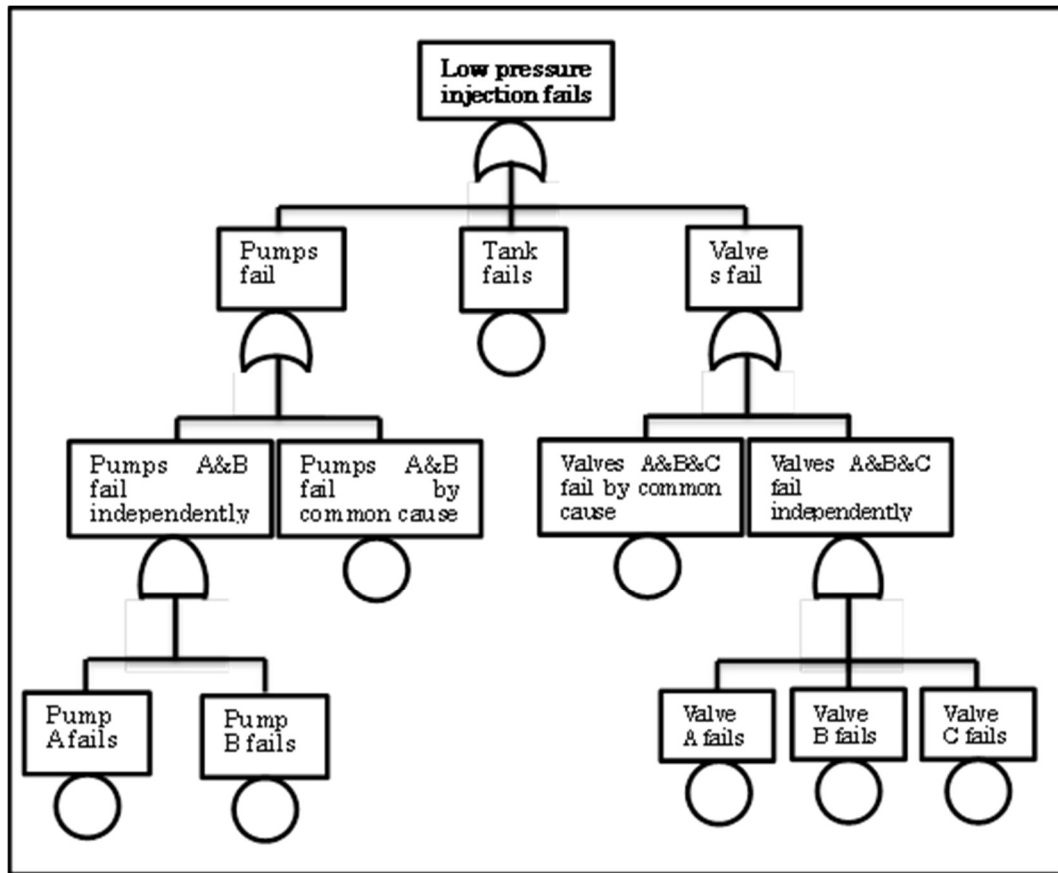 Low pressure
injection fails
Pumps
fail
Tank
fails
Valve
s fail
Pumps A&B
fail
independently
Pumps A&B
fail by
common cause
Valves A&B&C
fail by common
cause
Valves A&B&C
fail
independently
Pump
A fails
Pump
B fails
Valve
A fails
Valve
B fails
Valve
C fails